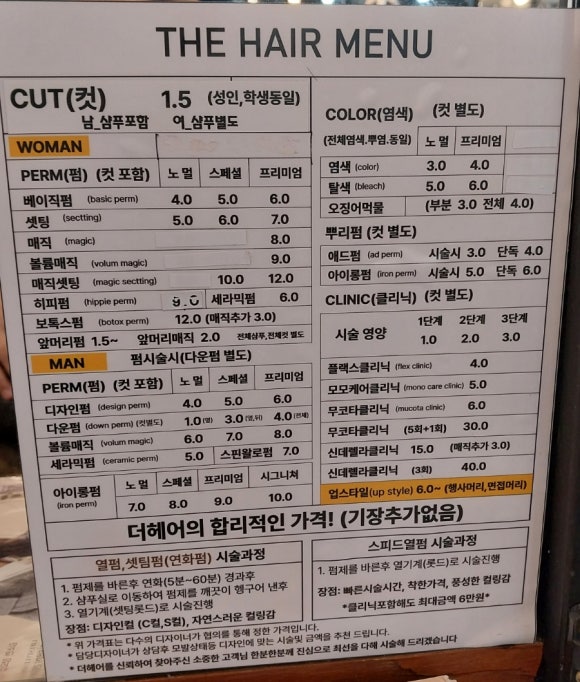 THE HAIR MENU
CUT(컷) 1.5 (성인,학생동일)
남_샴푸포함 여_샴푸별도
WOMAN
PERM(펌) (컷 포함) 노 멀 스페셜 프리미엄
베이직펌 (basic perm) 4.0 5.0 6.0
셋팅 (sectting) 5.0 6.0 7.0
매직 (magic) 8.0
볼륨매직 (volum magic) 9.0
매직셋팅 (magic sectting) 10.0 12.0
히피펌 (hippie perm) 9.0 세라믹펌 6.0
보톡스펌 (botox perm) 12.0 (매직추가 3.0)
앞머리펌 1.5~ 앞머리매직 2.0 전체샴푸,전체컷 별도
MAN 펌시술시(다운펌 별도)
PERM(펌) (컷 포함) 노 멀 스페셜 프리미엄
디자인펌 (design perm) 4.0 5.0 6.0
다운펌 (down perm) (컷별도) 1.0(옆) 3.0(옆,뒤) 4.0(전체)
볼륨매직 (volum magic) 6.0 7.0 8.0
세라믹펌 (ceramic perm) 5.0 스핀왈로펌 7.0
아이롱펌 (iron perm) 노 멀 스페셜 프리미엄 시그니쳐
7.0 8.0 9.0 10.0
COLOR(염색) (컷 별도)
(전체염색.뿌염.동일) 노 멀 프리미엄
염색 (color) 3.0 4.0
탈색 (bleach) 5.0 6.0
오징어먹물 (부분 3.0 전체 4.0)
뿌리펌 (컷 별도)
애드펌 (ad perm) 시술시 3.0 단독 4.0
아이롱펌 (iron perm) 시술시 5.0 단독 6.0
CLINIC(클리닉) (컷 별도)
시술 영양 1단계 2단계 3단계
1.0 2.0 3.0
플랙스클리닉 (flex clinic) 4.0
모모케어클리닉 (mono care clinic) 5.0
무코타클리닉 (mucota clinic) 6.0
무코타클리닉 (5회+1회) 30.0
신데렐라클리닉 15.0 (매직추가 3.0)
신데렐라클리닉 (3회) 40.0
업스타일(up style) 6.0~ (행사머리,면접머리)
더헤어의 합리적인 가격! (기장추가없음)
열펌,셋팅펌(연화펌) 시술과정
1. 펌제를 바른후 연화(5분~60분) 경과후
2. 샴푸실로 이동하여 펌제를 깨끗이 헹구어 낸후
3. 열기계(셋팅롯드)로 시술진행
장점: 디자인컬 (C컬,S컬), 자연스러운 컬링감
스피드열펌 시술과정
1. 펌제를 바른후 열기계(롯드)로 시술진행
장점: 빠른시술시간, 착한가격, 풍성한 컬링감
*클리닉포함해도 최대금액 6만원*
* 위 가격표는 다수의 디자이너가 협의를 통해 정한 가격입니다.
* 담당디자이너가 상담후 모발상태등 디자인에 맞는 시술및 금액을 추천 드립니다.
* 더헤어를 신뢰하여 찾아주신 소중한 고객님 한분한분께 진심으로 최선을 다해 시술해 드리겠습니다